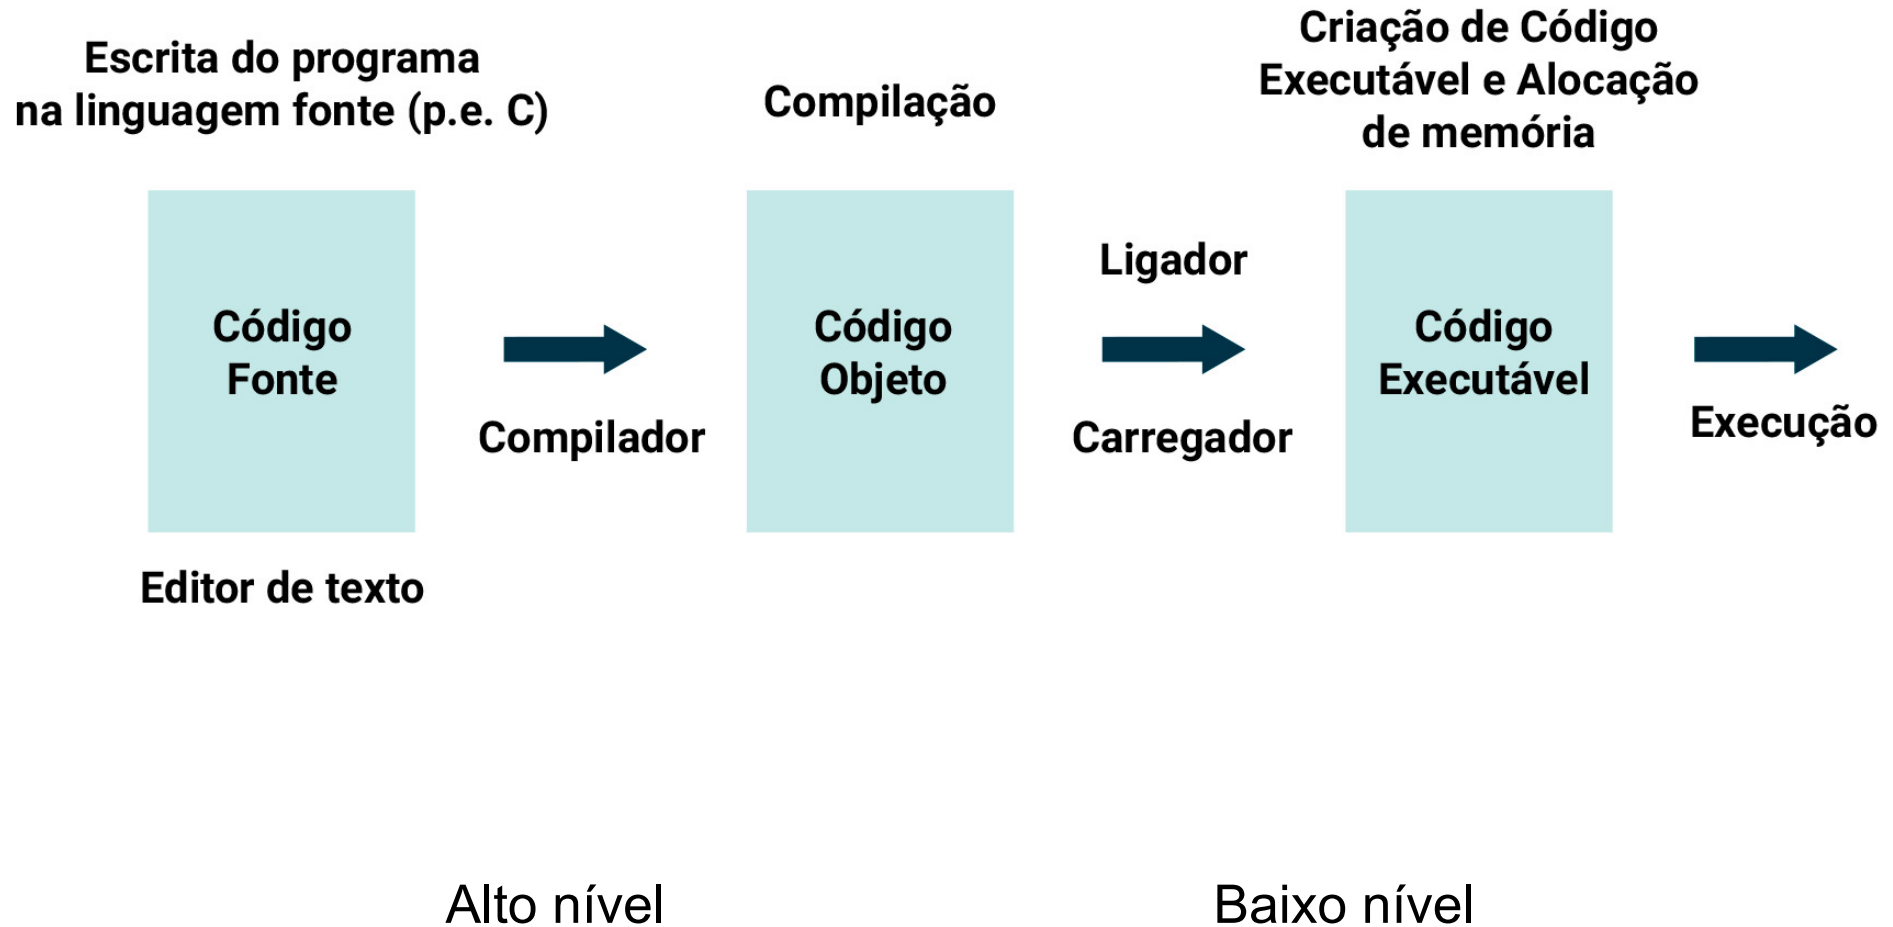 Escrita do programa
na linguagem fonte (p.e. C)
Compilação
Criação de Código
Executável e Alocação
de memória
Código
Fonte
Compilador
Código
Objeto
Ligador
Carregador
Código
Executável
Execução
Editor de texto
Alto nível
Baixo nível